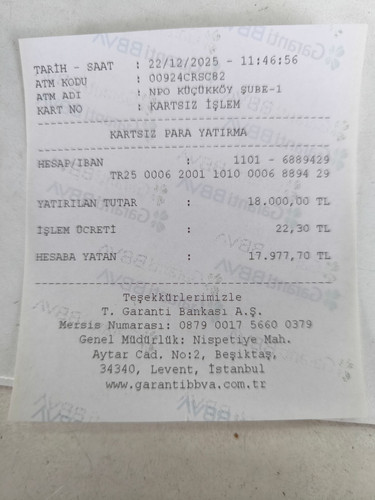 TARİH - SAAT : 22/12/2025 - 11:46:56
ATM KODU : 00924CRSC82
ATM ADI : NPO KÜÇÜKKÖY ŞUBE-1
KART NO : KARTSIZ İŞLEM
KARTSIZ PARA YATIRMA
HESAP/IBAN : 1101 - 6889429
TR25 0006 2001 1010 0006 8894 29
YATIRILAN TUTAR : 18.000,00 TL
İŞLEM ÜCRETİ : 22,30 TL
HESABA YATAN : 17.977,70 TL
Teşekkürlerimizle
T. Garanti Bankası A.Ş.
Mersis Numarası: 0879 0017 5660 0379
Genel Müdürlük: Nispetiye Mah.
Aytar Cad. No:2, Beşiktaş,
34340, Levent, İstanbul
www.garantibbva.com.tr